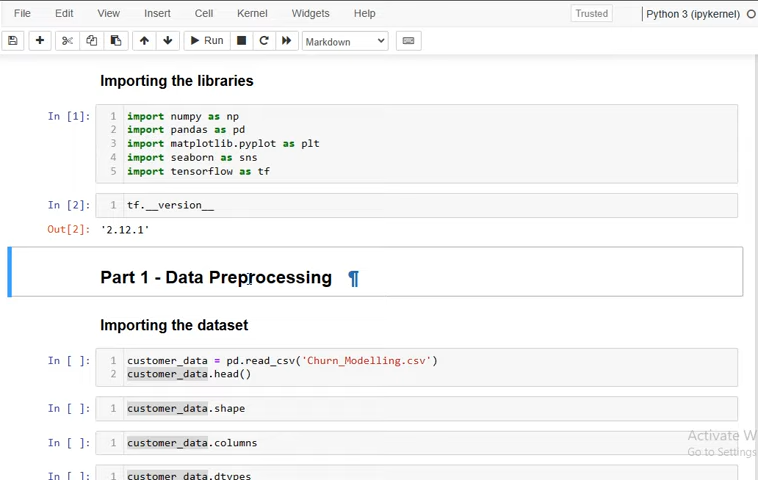 File Edit View Insert Cell Kernel Widgets Help Trusted Python 3 (ipykernel)
Run Markdown
Importing the libraries
In [1]: 1 import numpy as np
2 import pandas as pd
3 import matplotlib.pyplot as plt
4 import seaborn as sns
5 import tensorflow as tf
In [2]: 1 tf.__version__
Out[2]: '2.12.1'
Part 1 - Data Preprocessing ¶
Importing the dataset
In [ ]: 1 customer_data = pd.read_csv('Churn_Modelling.csv')
2 customer_data.head()
In [ ]: 1 customer_data.shape
Activate W
In [ ]: 1 customer_data.columns
Go to Settings
In [ ]: 1 customer_data.dtypes